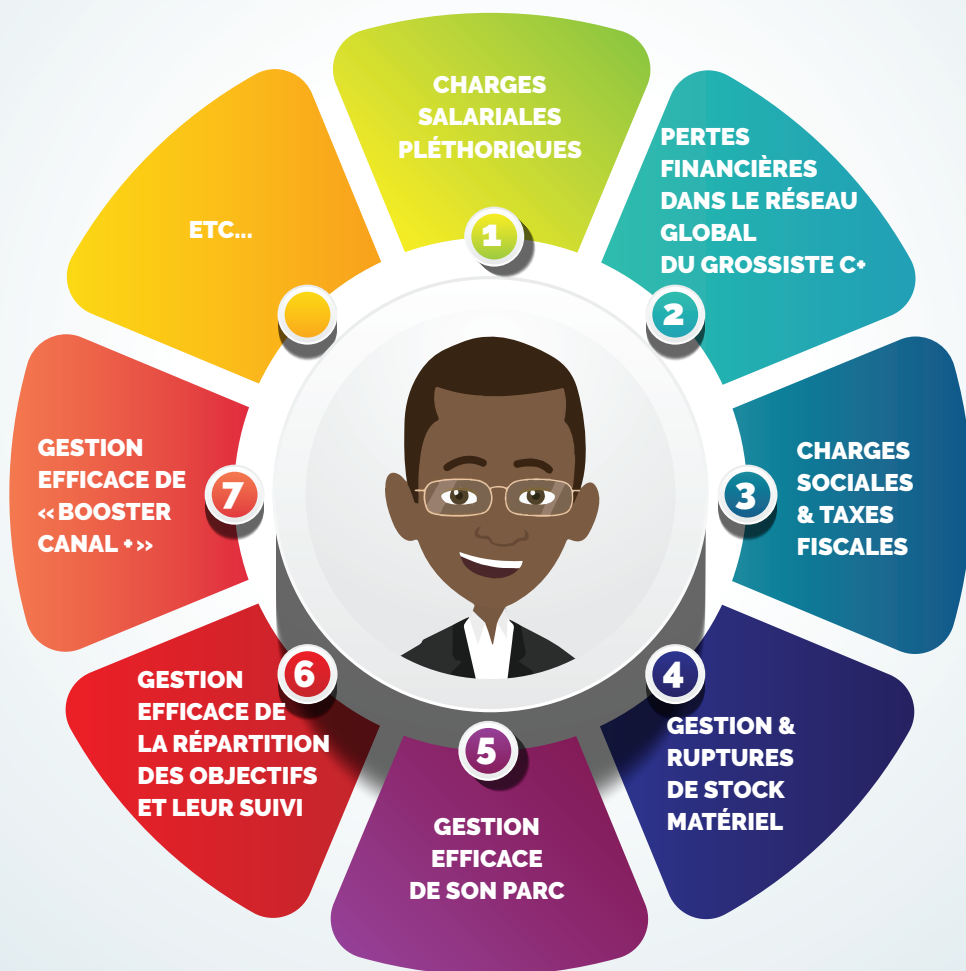 CHARGES
SALARIALES
PLÉTHORIQUES
1
PERTES
FINANCIÈRES
DANS LE RÉSEAU
GLOBAL
DU GROSSISTE C+
2
CHARGES
SOCIALES
& TAXES
FISCALES
3
GESTION &
RUPTURES
DE STOCK
MATÉRIEL
4
GESTION
EFFICACE
DE SON PARC
5
GESTION
EFFICACE DE
LA RÉPARTITION
DES OBJECTIFS
ET LEUR SUIVI
6
GESTION
EFFICACE DE
« BOOSTER
CANAL + »
7
ETC...